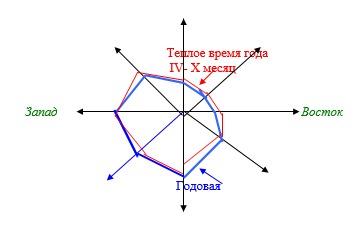 Теплое время года
IV- X месяц
Запад
Восток
Годовая